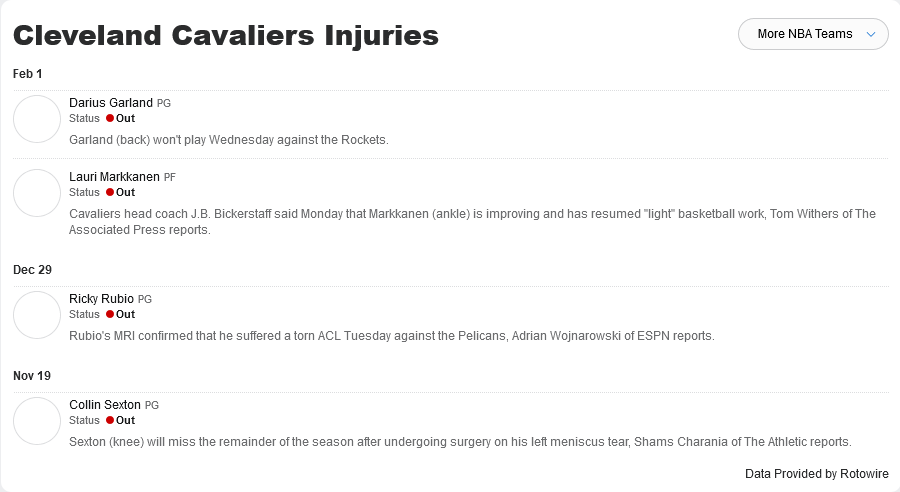 Cleveland Cavaliers Injuries
More NBA Teams
Feb 1
Darius Garland PG
Status Out
Garland (back) won't play Wednesday against the Rockets.
Lauri Markkanen PF
Status Out
Cavaliers head coach J.B. Bickerstaff said Monday that Markkanen (ankle) is improving and has resumed "light" basketball work, Tom Withers of The
Associated Press reports.
Dec 29
Ricky Rubio PG
Status Out
Rubio's MRI confirmed that he suffered a torn ACL Tuesday against the Pelicans, Adrian Wojnarowski of ESPN reports.
Nov 19
Collin Sexton PG
Status Out
Sexton (knee) will miss the remainder of the season after undergoing surgery on his left meniscus tear, Shams Charania of The Athletic reports.
Data Provided by Rotowire